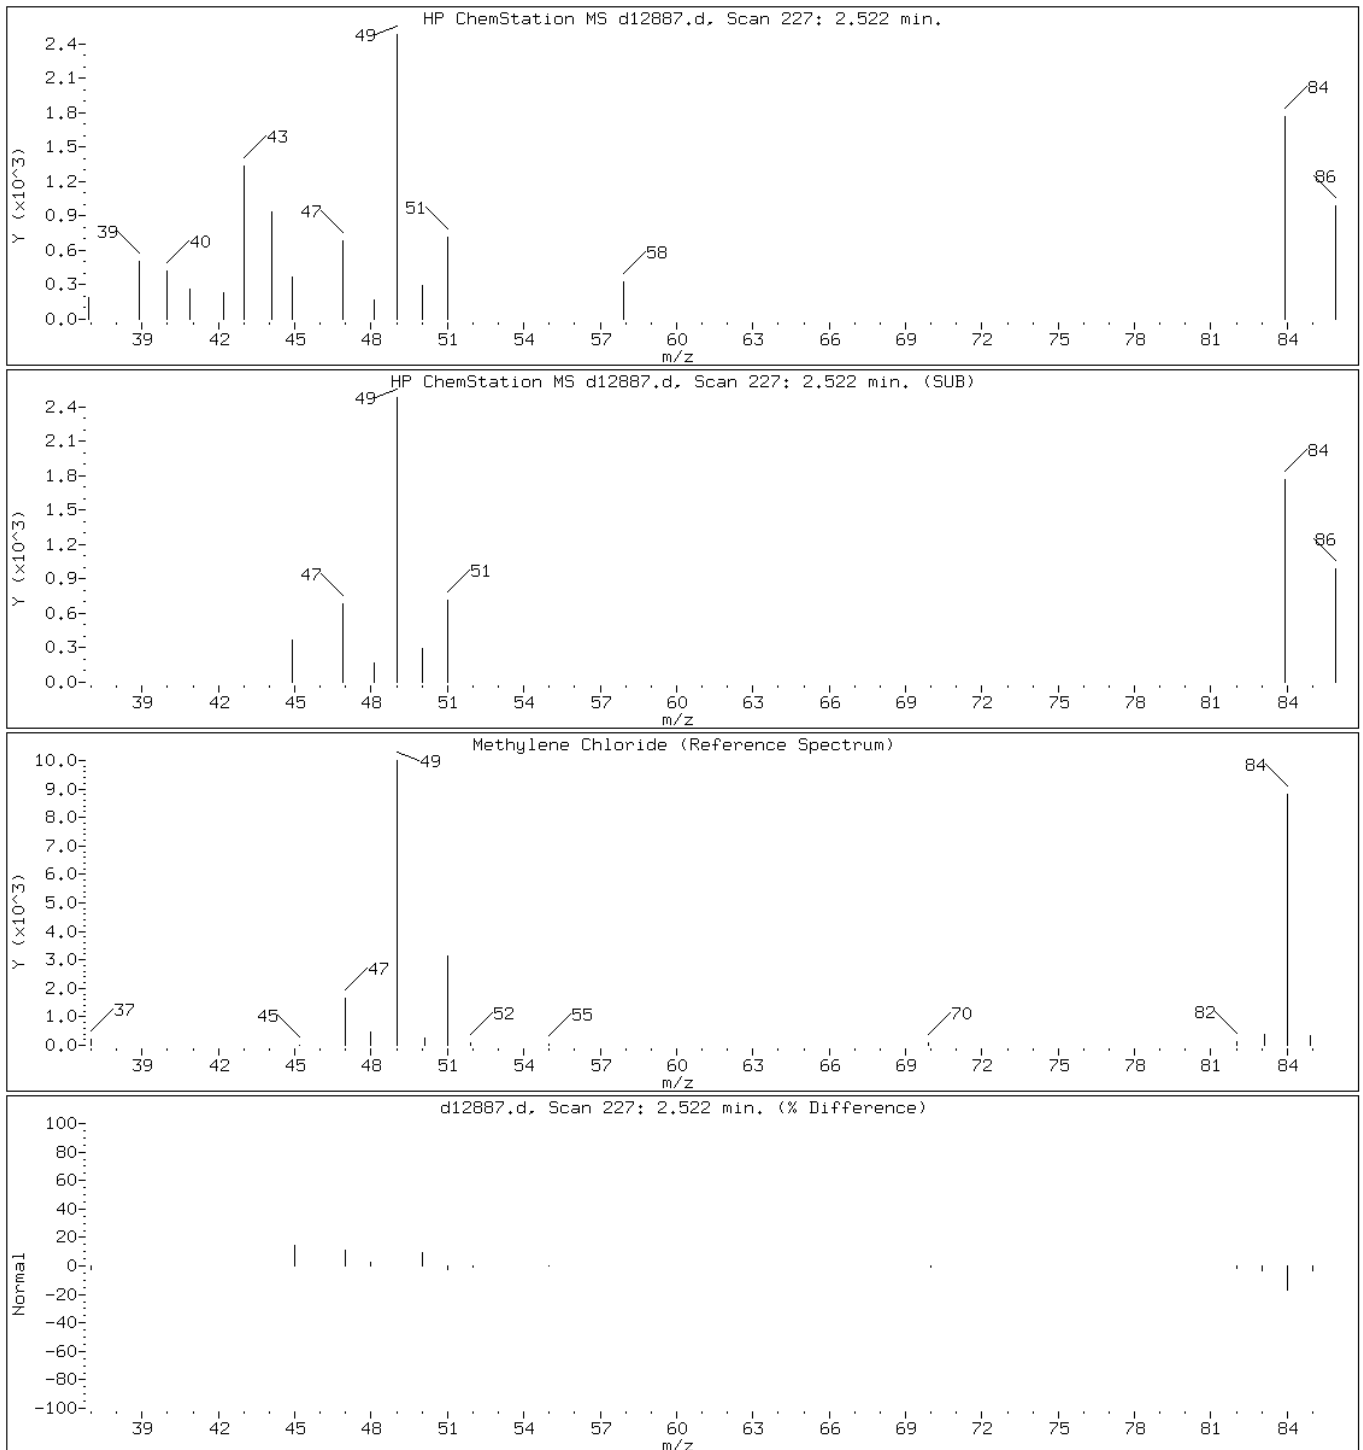 HP ChemStation MS d12887.d, Scan 227: 2.522 min.
2.4
2.1
1.8
1.5
1.2
0.9
0.6
0.3
0.0
Y (x10^3)
39 40 43 47 49 51 58 84 86
39 42 45 48 51 54 57 60 63 66 69 72 75 78 81 84
m/z
HP ChemStation MS d12887.d, Scan 227: 2.522 min. (SUB)
2.4
2.1
1.8
1.5
1.2
0.9
0.6
0.3
0.0
Y (x10^3)
47 49 51 84 86
39 42 45 48 51 54 57 60 63 66 69 72 75 78 81 84
m/z
Methylene Chloride (Reference Spectrum)
10.0
9.0
8.0
7.0
6.0
5.0
4.0
3.0
2.0
1.0
0.0
Y (x10^3)
37 45 47 49 52 55 70 82 84
39 42 45 48 51 54 57 60 63 66 69 72 75 78 81 84
m/z
d12887.d, Scan 227: 2.522 min. (% Difference)
100
80
60
40
20
0
-20
-40
-60
-80
-100
Normal
39 42 45 48 51 54 57 60 63 66 69 72 75 78 81 84
m/z